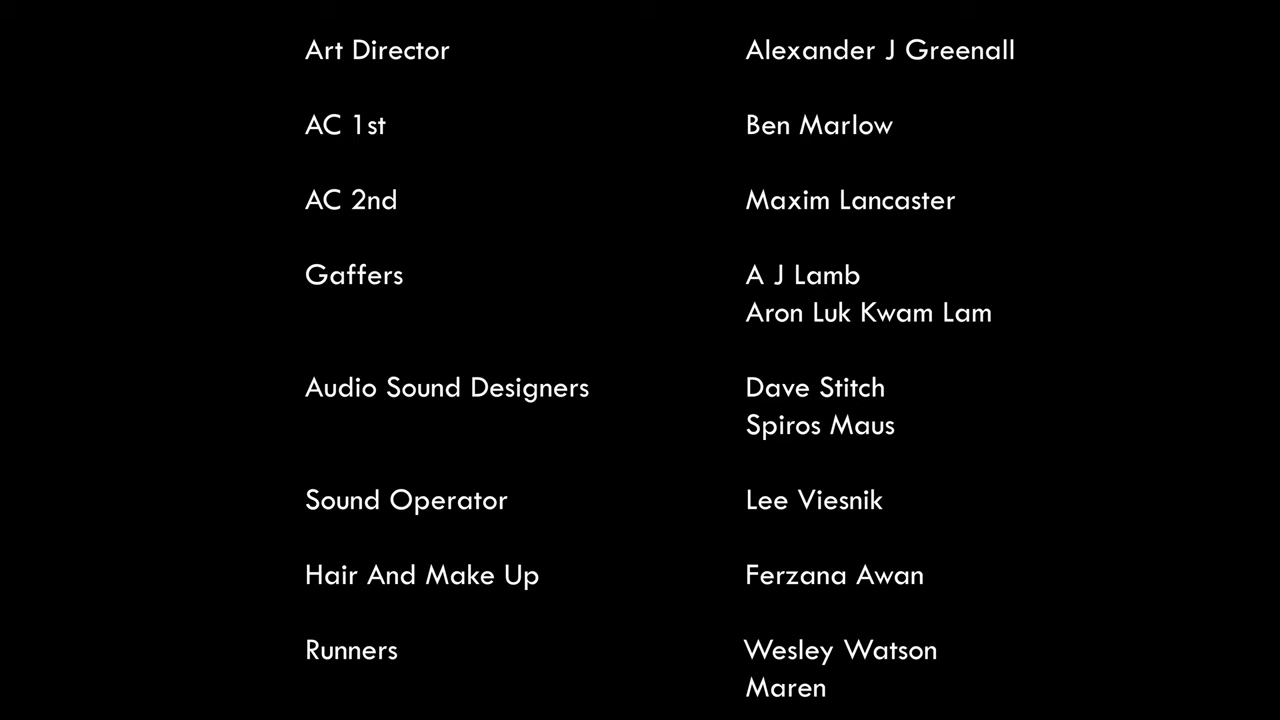 Art Director Alexander J Greenall
AC 1st Ben Marlow
AC 2nd Maxim Lancaster
Gaffers A J Lamb
Aron Luk Kwam Lam
Audio Sound Designers Dave Stitch
Spiros Maus
Sound Operator Lee Viesnik
Hair And Make Up Ferzana Awan
Runners Wesley Watson
Maren